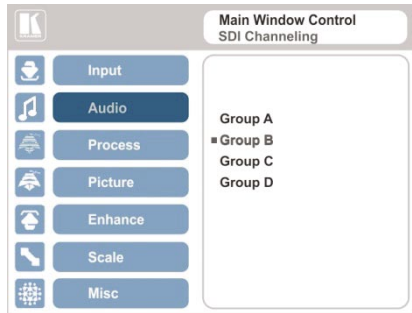 Main Window Control
SDI Channeling
Input
Audio
Process
Picture
Enhance
Scale
Misc
Group A
Group B
Group C
Group D